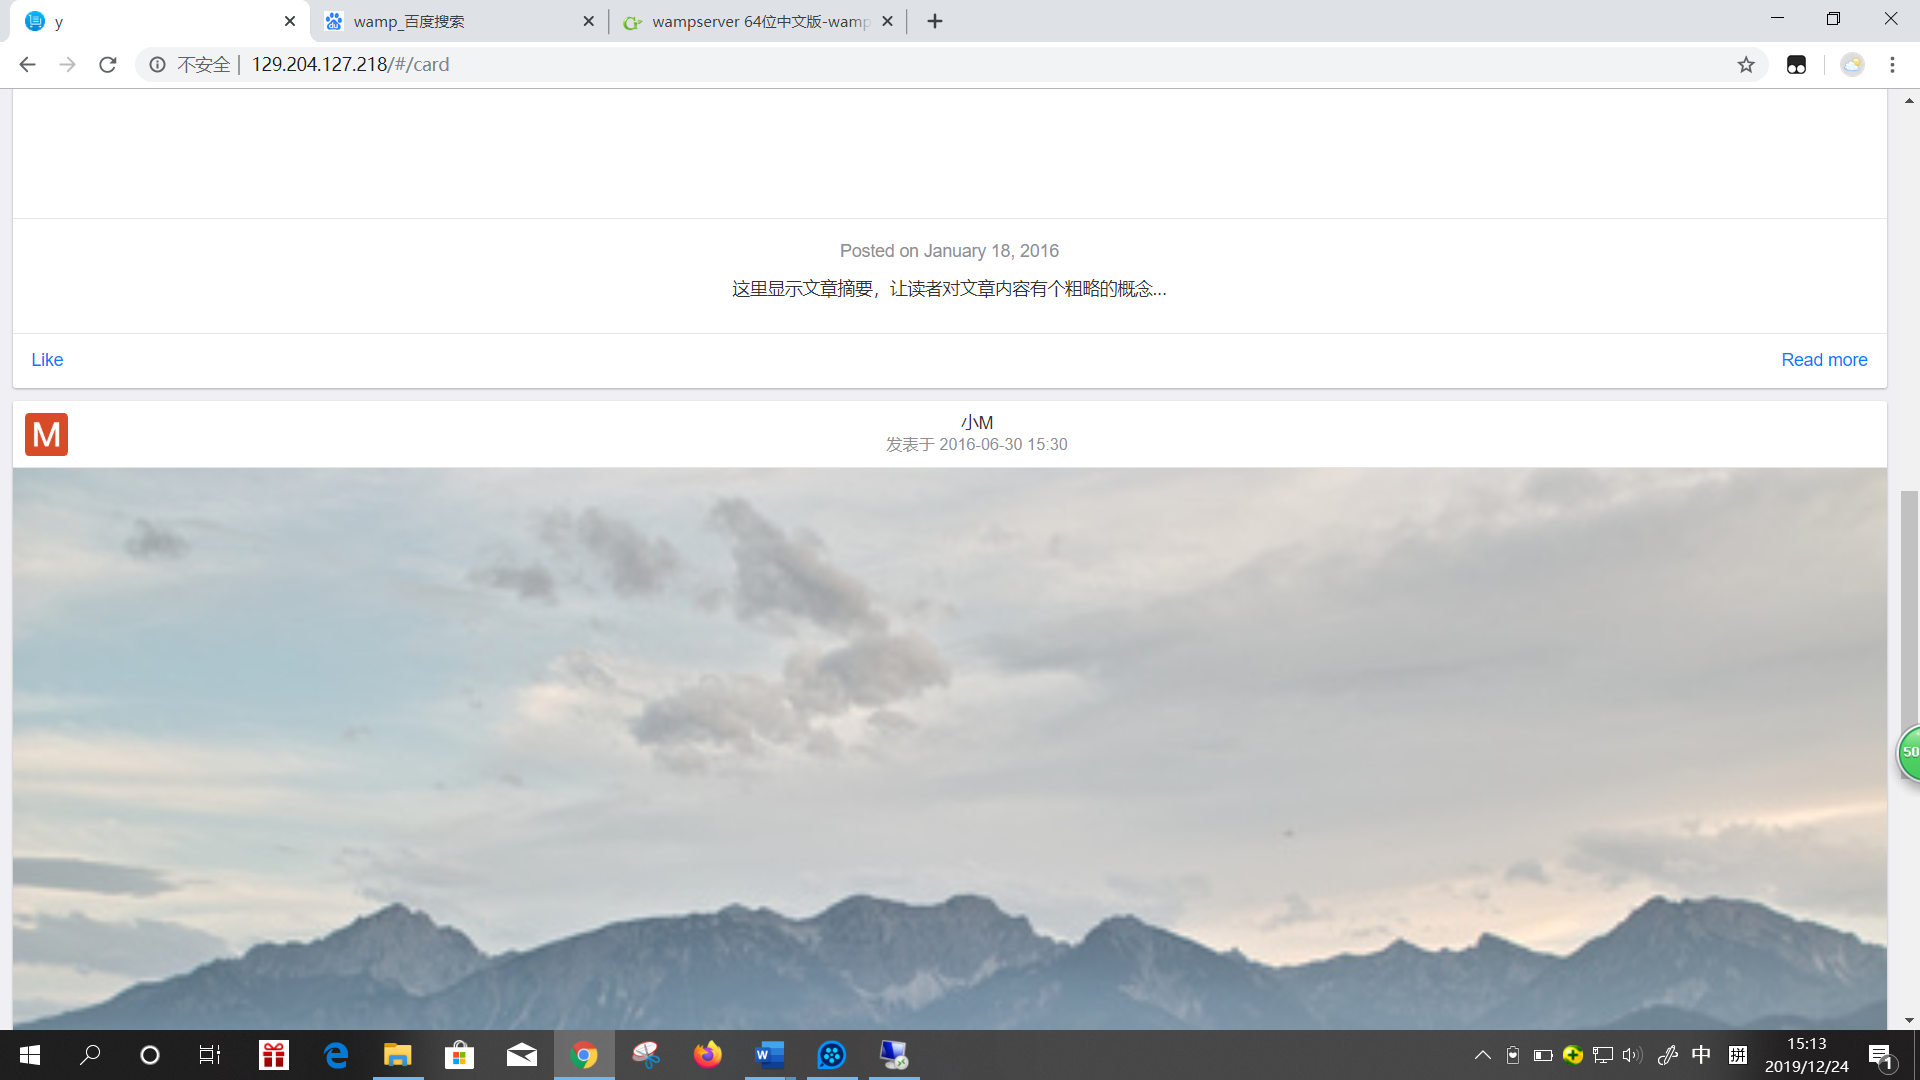 y
wamp_百度搜索
wampserver 64位中文版-wamp
不安全 | 129.204.127.218/#/card
Posted on January 18, 2016
这里显示文章摘要，让读者对文章内容有个粗略的概念...
Like
Read more
M
小M
发表于 2016-06-30 15:30
50
中
拼
15:13
2019/12/24
1